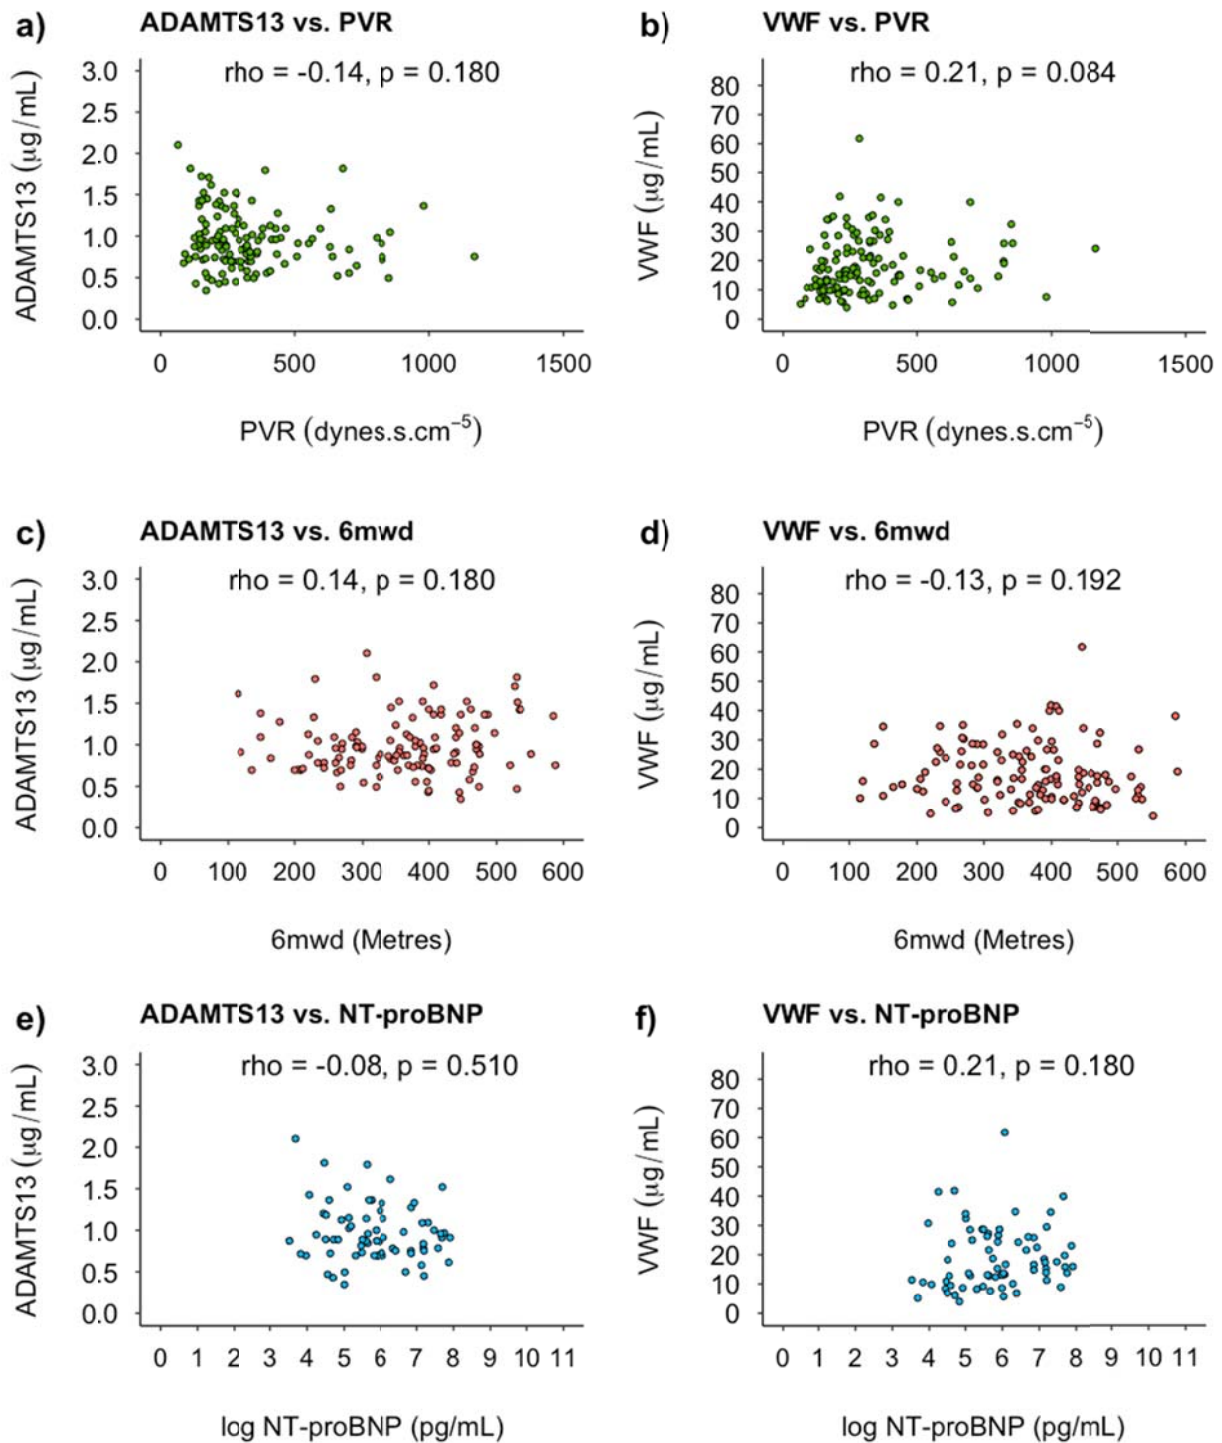 a) ADAMTS13 vs. PVR
rho = -0.14, p = 0.180
ADAMTS13 (μg/mL)
3.0
2.5
2.0
1.5
1.0
0.5
0.0
0 500 1000 1500
PVR (dynes.s.cm⁻⁵)
b) VWF vs. PVR
rho = 0.21, p = 0.084
VWF (μg/mL)
80
70
60
50
40
30
20
10
0
0 500 1000 1500
PVR (dynes.s.cm⁻⁵)
c) ADAMTS13 vs. 6mwd
rho = 0.14, p = 0.180
ADAMTS13 (μg/mL)
3.0
2.5
2.0
1.5
1.0
0.5
0.0
0 100 200 300 400 500 600
6mwd (Metres)
d) VWF vs. 6mwd
rho = -0.13, p = 0.192
VWF (μg/mL)
80
70
60
50
40
30
20
10
0
0 100 200 300 400 500 600
6mwd (Metres)
e) ADAMTS13 vs. NT-proBNP
rho = -0.08, p = 0.510
ADAMTS13 (μg/mL)
3.0
2.5
2.0
1.5
1.0
0.5
0.0
0 1 2 3 4 5 6 7 8 9 10 11
log NT-proBNP (pg/mL)
f) VWF vs. NT-proBNP
rho = 0.21, p = 0.180
VWF (μg/mL)
80
70
60
50
40
30
20
10
0
0 1 2 3 4 5 6 7 8 9 10 11
log NT-proBNP (pg/mL)